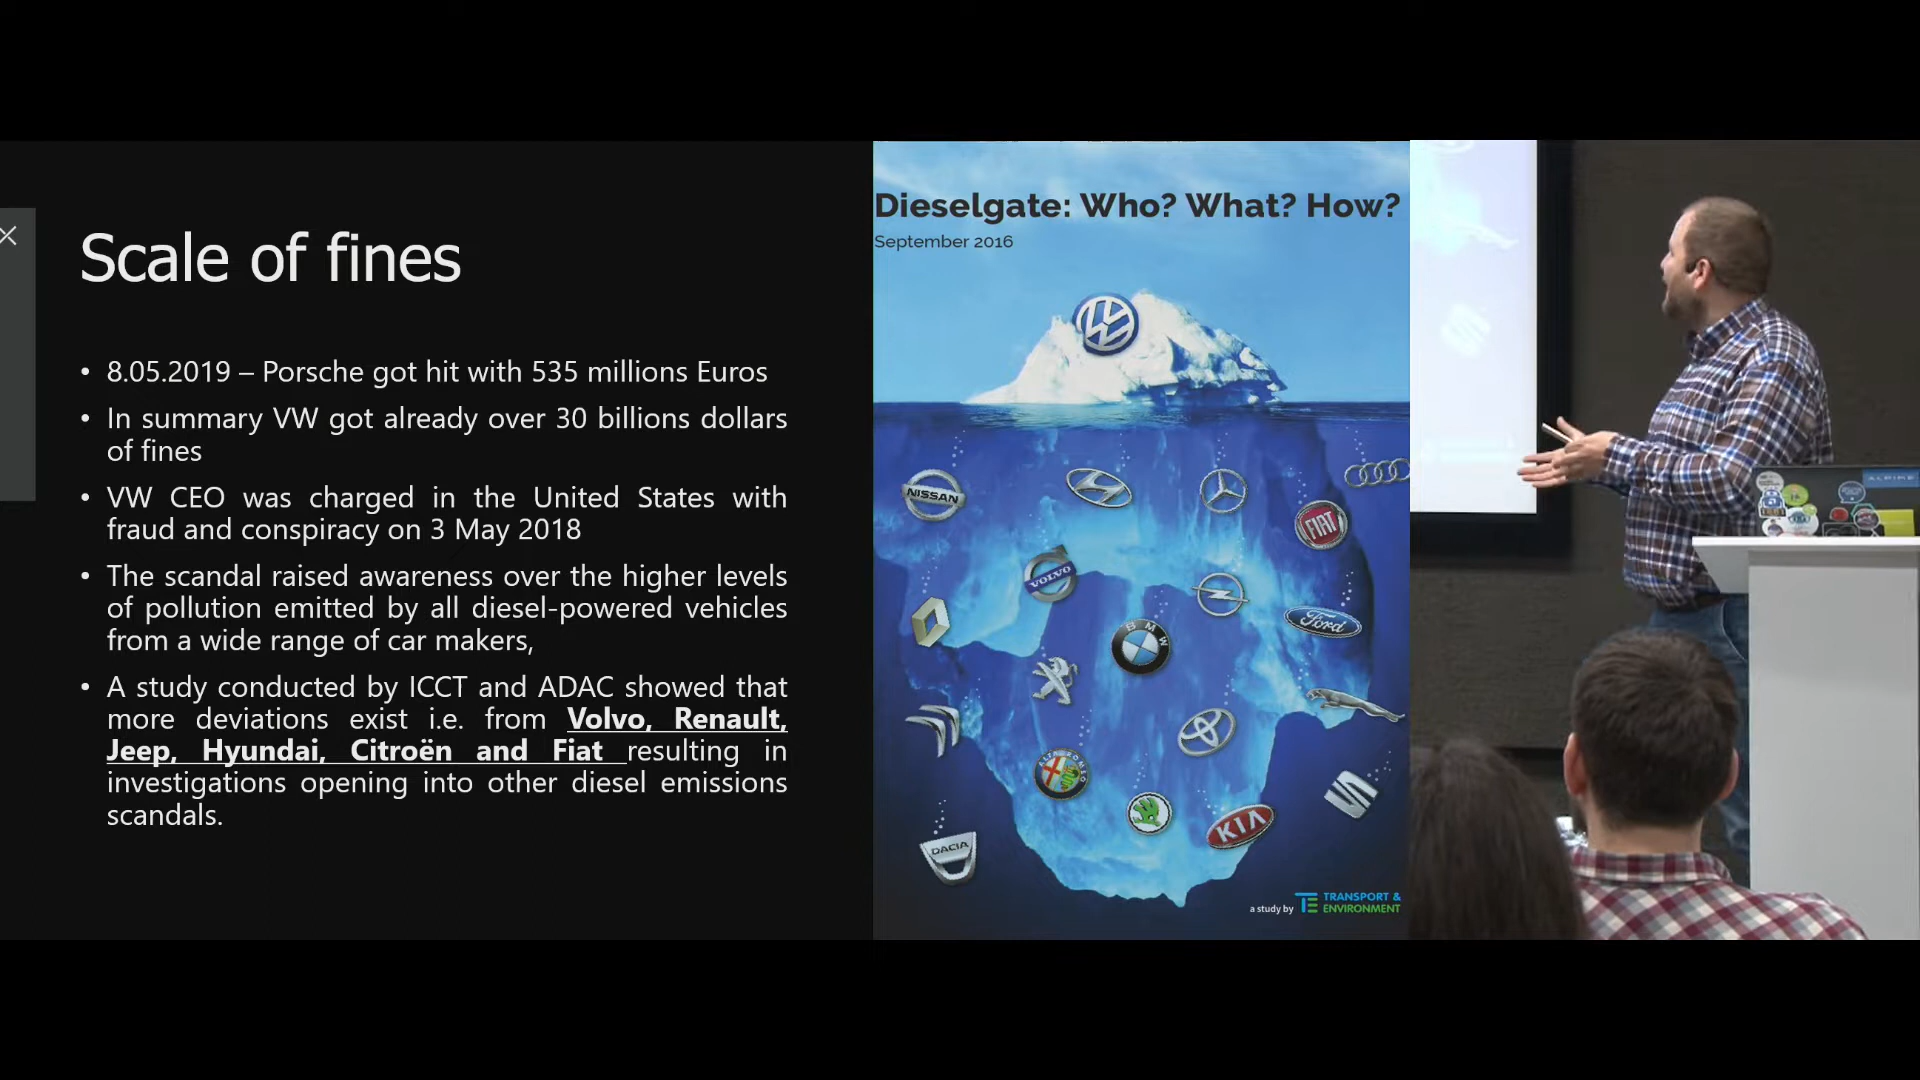 Scale of fines
• 8.05.2019 – Porsche got hit with 535 millions Euros
• In summary VW got already over 30 billions dollars
of fines
• VW CEO was charged in the United States with
fraud and conspiracy on 3 May 2018
• The scandal raised awareness over the higher levels
of pollution emitted by all diesel-powered vehicles
from a wide range of car makers,
• A study conducted by ICCT and ADAC showed that
more deviations exist i.e. from Volvo, Renault,
Jeep, Hyundai, Citroën and Fiat resulting in
investigations opening into other diesel emissions
scandals.
Dieselgate: Who? What? How?
September 2016
NISSAN
FIAT
VOLVO
Ford
BMW
ALFA ROMEO
KIA
DACIA
a study by TE TRANSPORT &
ENVIRONMENT
ALPINE